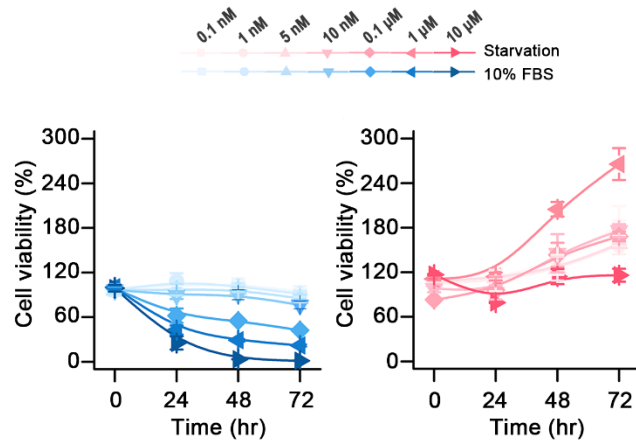 0.1 nM 1 nM 5 nM 10 nM 0.1 µM 1 µM 10 µM
Starvation
10% FBS
Cell viability (%)
300
240
180
120
60
0
0 24 48 72
Time (hr)
Cell viability (%)
300
240
180
120
60
0
0 24 48 72
Time (hr)